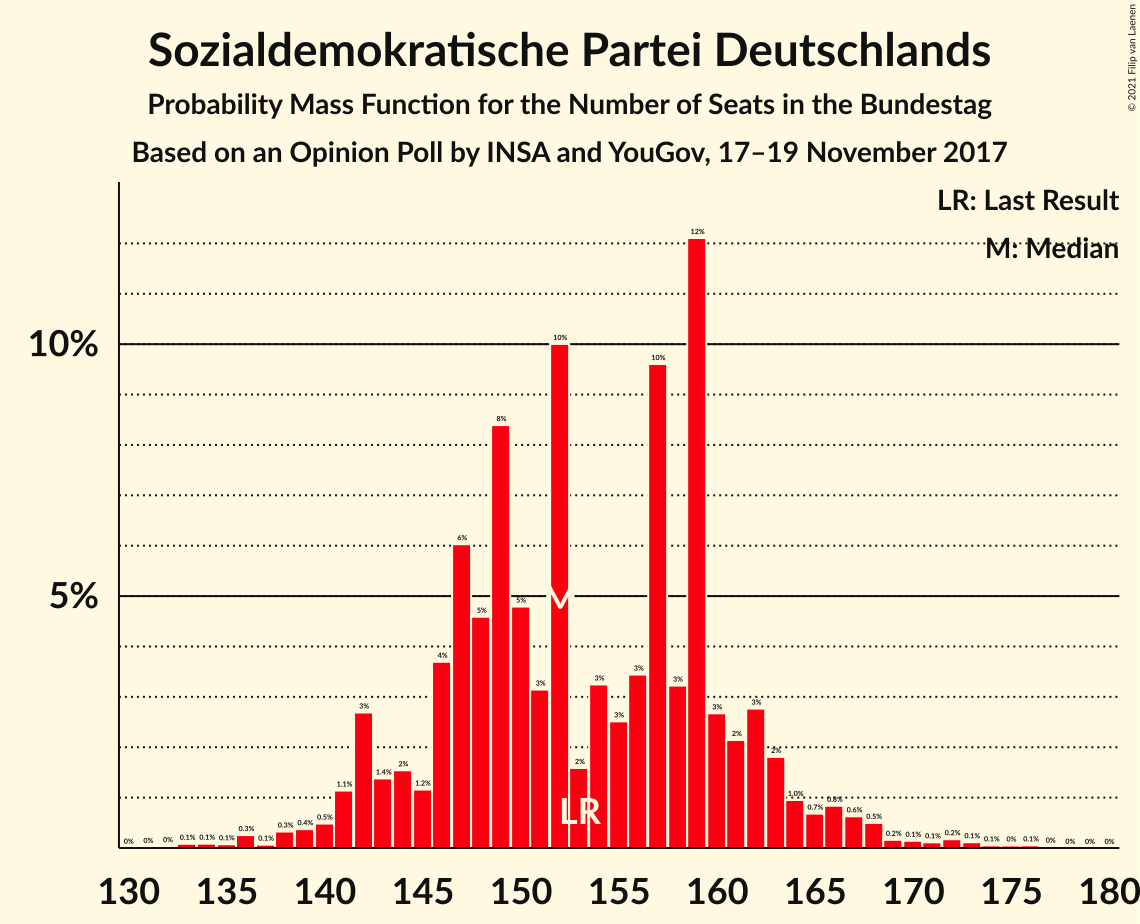 © 2021 Filip van Laenen
Sozialdemokratische Partei Deutschlands
Probability Mass Function for the Number of Seats in the Bundestag
Based on an Opinion Poll by INSA and YouGov, 17–19 November 2017
LR: Last Result
M: Median
10%
5%
0% 0% 0% 0.1% 0.1% 0.1% 0.3% 0.1% 0.3% 0.4% 0.5% 1.1% 3% 1.4% 2% 1.2% 4% 6% 5% 8% 5% 3% 10% 2% 3% 3% 3% 10% 3% 12% 3% 2% 3% 2% 1.0% 0.7% 0.8% 0.6% 0.5% 0.2% 0.1% 0.1% 0.2% 0.1% 0.1% 0% 0.1% 0% 0% 0% 0%
M
LR
130 135 140 145 150 155 160 165 170 175 180